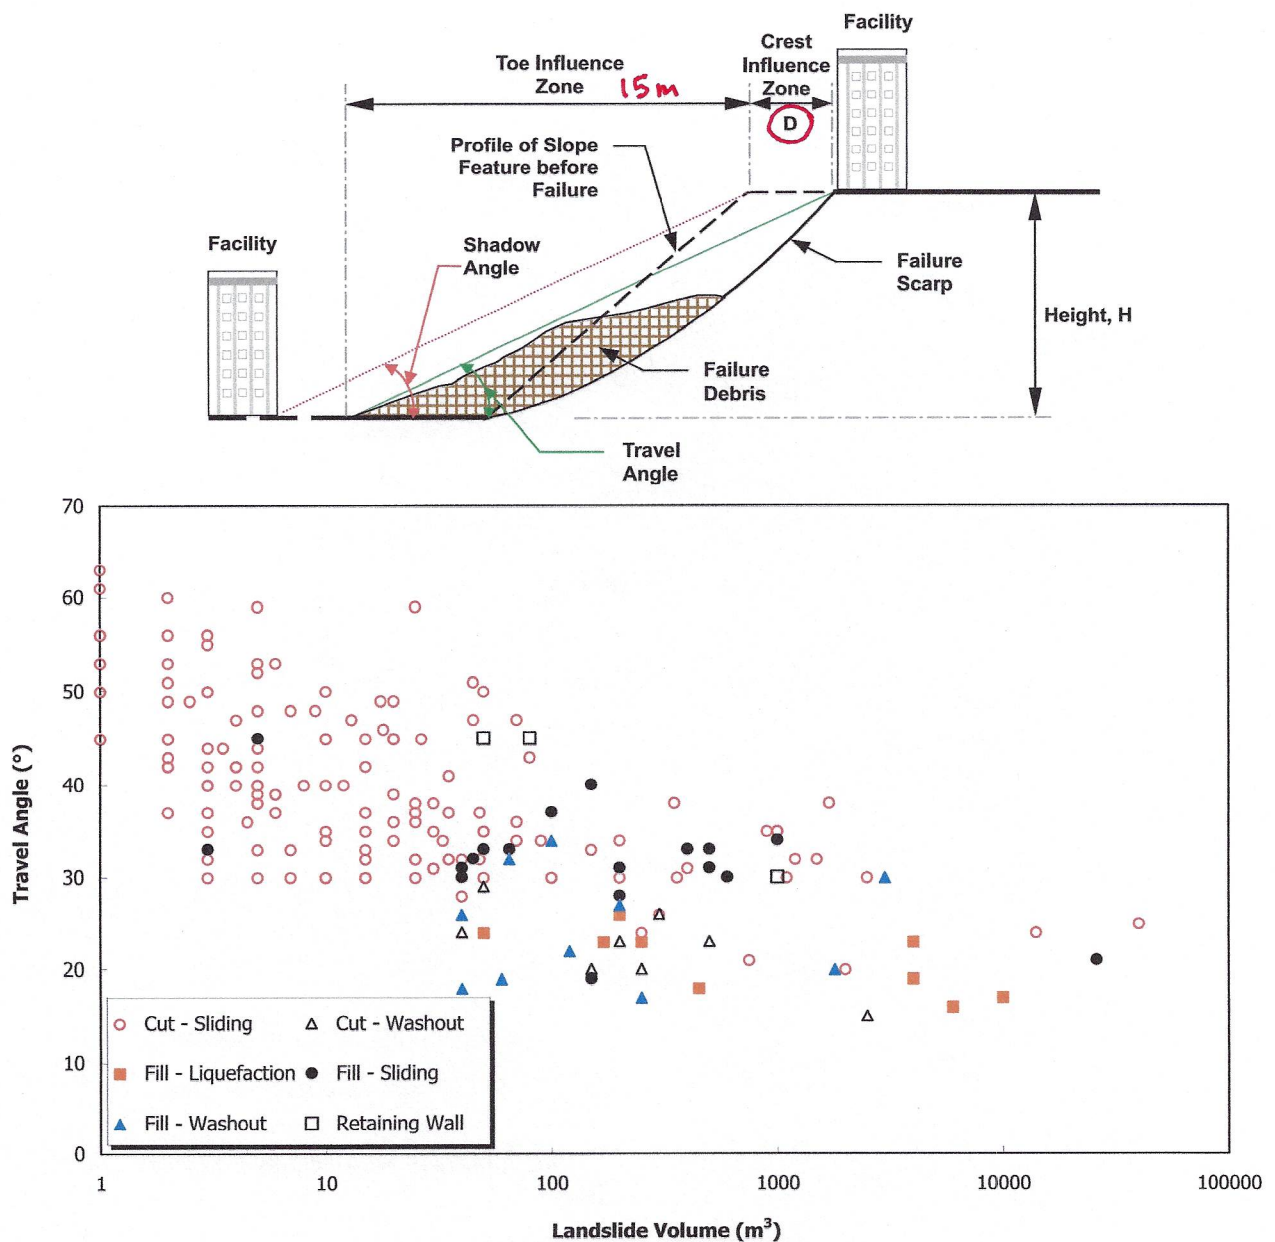 Facility
Crest
Influence
Zone
Toe Influence
Zone 15m
D
Profile of Slope
Feature before
Failure
Facility
Shadow
Angle
Failure
Scarp
Height, H
Failure
Debris
Travel
Angle
70
60
50
40
30
20
10
0
Travel Angle (°)
Cut - Sliding
Cut - Washout
Fill - Liquefaction
Fill - Sliding
Fill - Washout
Retaining Wall
1
10
100
1000
10000
100000
Landslide Volume (m³)